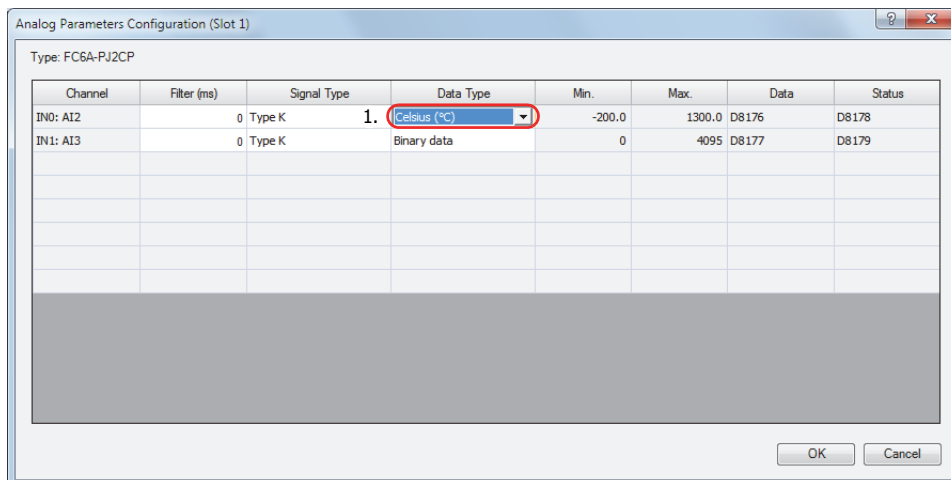 Analog Parameters Configuration (Slot 1)
? X
Type: FC6A-PJ2CP
Channel Filter (ms) Signal Type Data Type Min. Max. Data Status
IN0: AI2 0 Type K 1. Celsius (°C) -200.0 1300.0 D8176 D8178
IN1: AI3 0 Type K Binary data 0 4095 D8177 D8179
OK Cancel